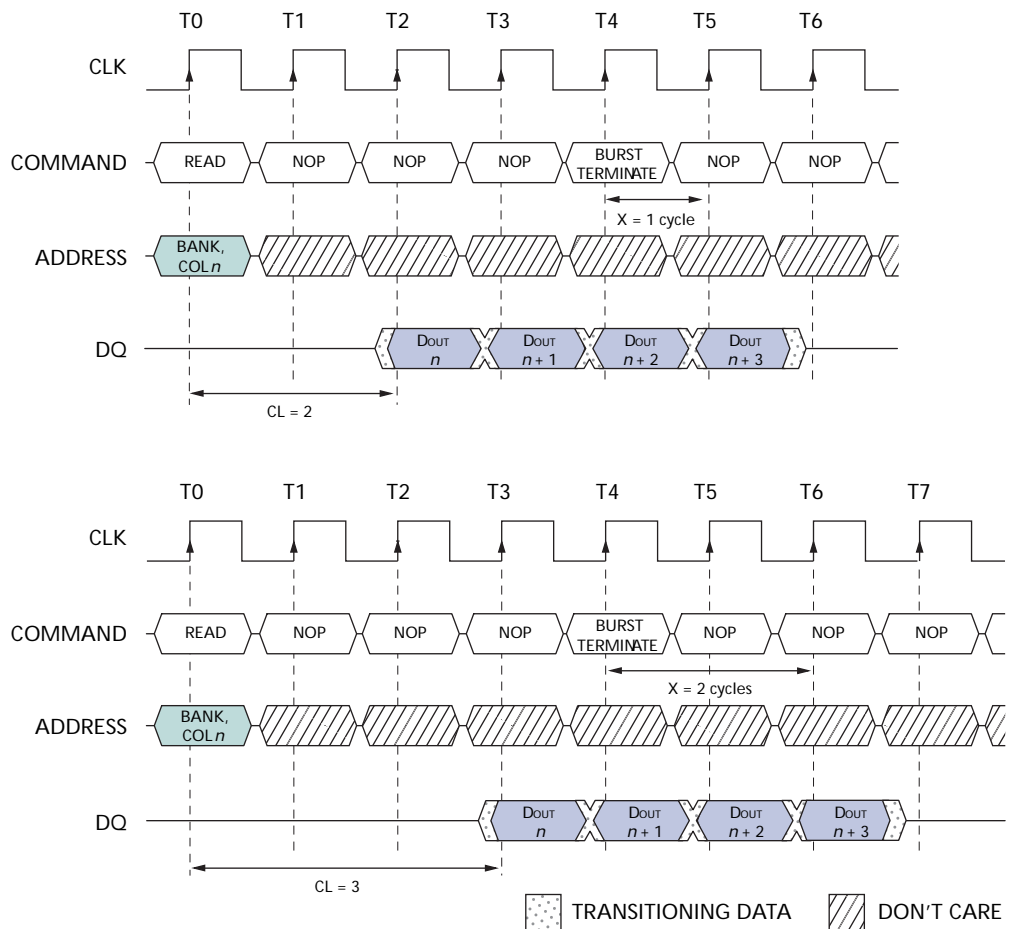 T0 T1 T2 T3 T4 T5 T6
CLK
COMMAND READ NOP NOP NOP BURST TERMINATE NOP NOP
X = 1 cycle
ADDRESS BANK, COL n
DQ DOUT n DOUT n + 1 DOUT n + 2 DOUT n + 3
CL = 2
T0 T1 T2 T3 T4 T5 T6 T7
CLK
COMMAND READ NOP NOP NOP BURST TERMINATE NOP NOP NOP
X = 2 cycles
ADDRESS BANK, COL n
DQ DOUT n DOUT n + 1 DOUT n + 2 DOUT n + 3
CL = 3
TRANSITIONING DATA DON'T CARE